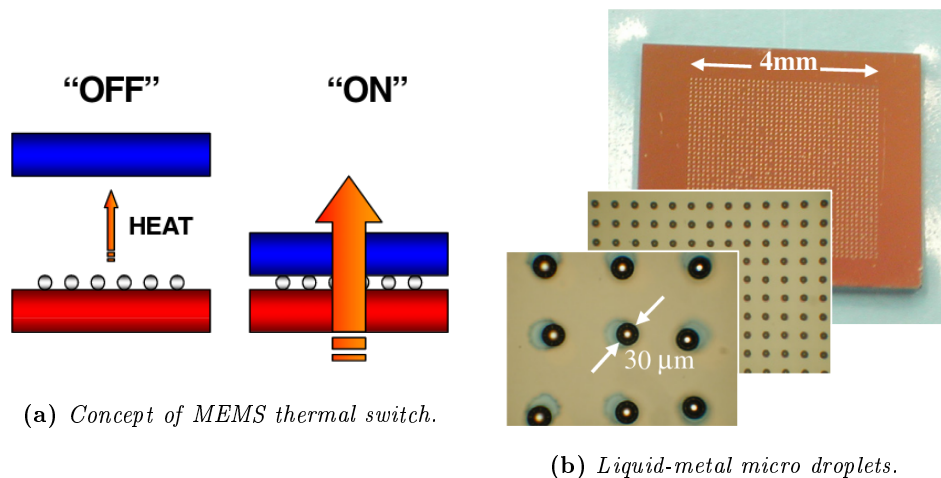 “OFF”
“ON”
HEAT
(a) Concept of MEMS thermal switch.
4mm
30 μm
(b) Liquid-metal micro droplets.